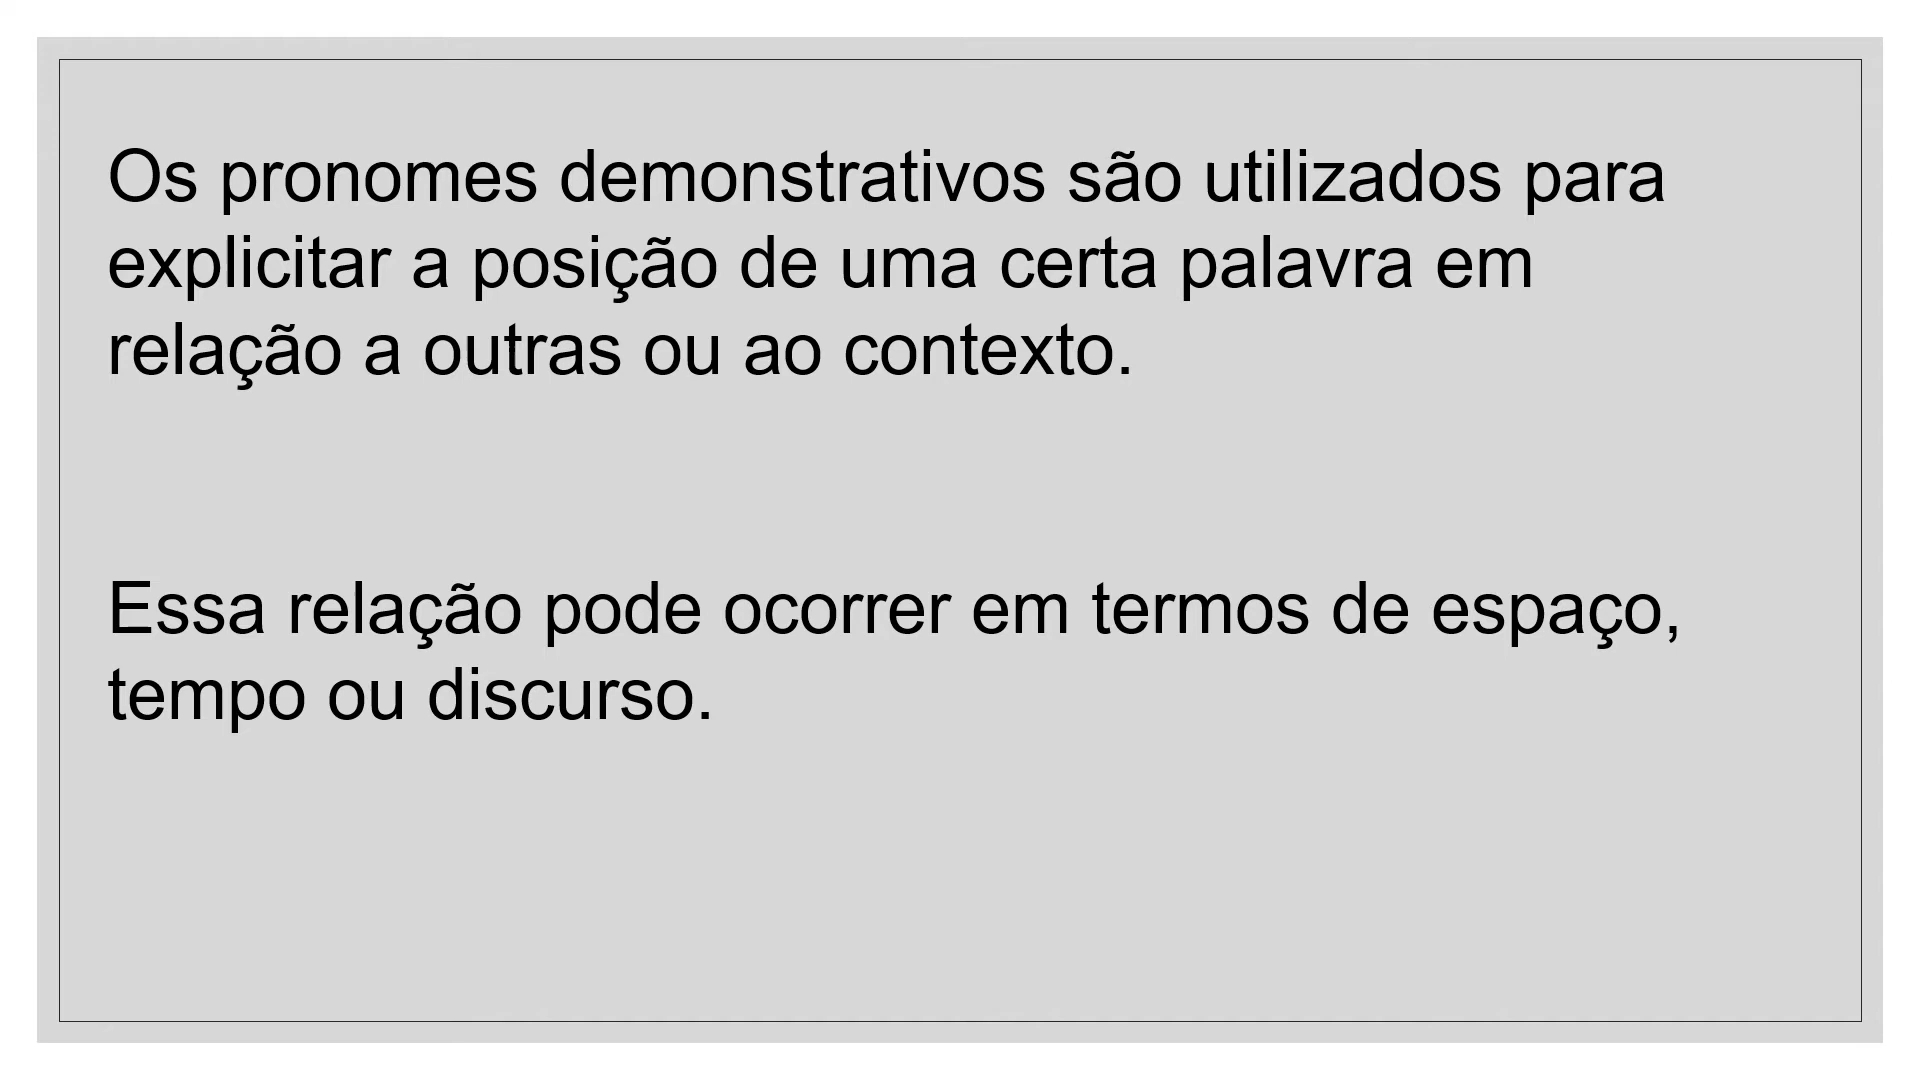 Os pronomes demonstrativos são utilizados para
explicitar a posição de uma certa palavra em
relação a outras ou ao contexto.
Essa relação pode ocorrer em termos de espaço,
tempo ou discurso.